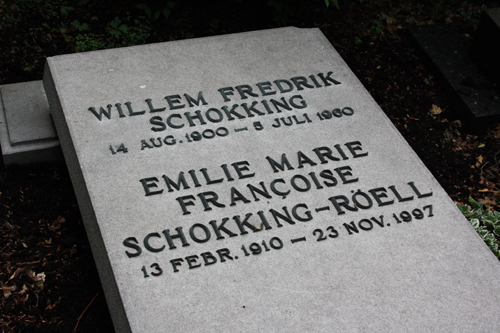 WILLEM FREDRIK
SCHOKKING
14 AUG. 1900 – 5 JULI 1960
EMILIE MARIE
FRANÇOISE
SCHOKKING-RÖELL
13 FEBR. 1910 – 23 NOV. 1997